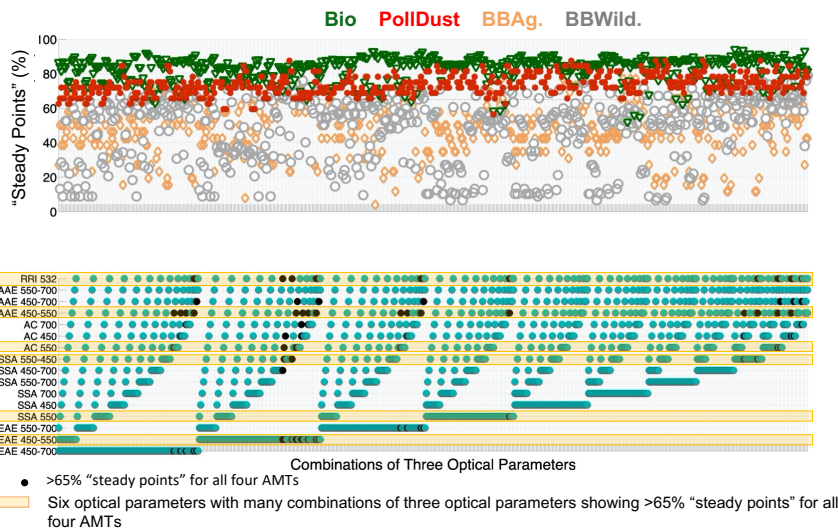 Bio PollDust BBAg. BBWild.
"Steady Points" (%)
100
80
60
40
20
0
RRI 532
AAE 550-700
AAE 450-700
AAE 450-550
AC 700
AC 450
AC 550
SSA 550-450
SSA 450-700
SSA 550-700
SSA 700
SSA 450
SSA 550
EAE 550-700
EAE 450-550
EAE 450-700
Combinations of Three Optical Parameters
>65% “steady points” for all four AMTs
Six optical parameters with many combinations of three optical parameters showing >65% “steady points” for all
four AMTs